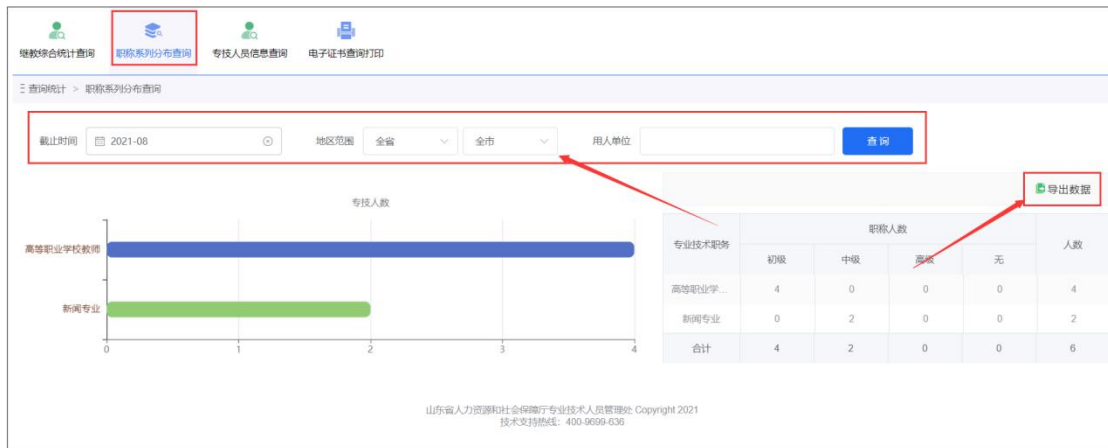 继教综合统计查询 职称系列分布查询 专技人员信息查询 电子证书查询打印
查询统计 > 职称系列分布查询
截止时间 2021-08 地区范围 全省 全市 用人单位 查询
导出数据
专技人数
高等职业学校教师
新闻专业
0 1 2 3 4
专业技术职务 职称人数 人数
初级 中级 高级 无
高等职业学... 4 0 0 0 4
新闻专业 0 2 0 0 2
合计 4 2 0 0 6
山东省人力资源和社会保障厅专业技术人员管理处 Copyright 2021
技术支持热线：400-9699-636